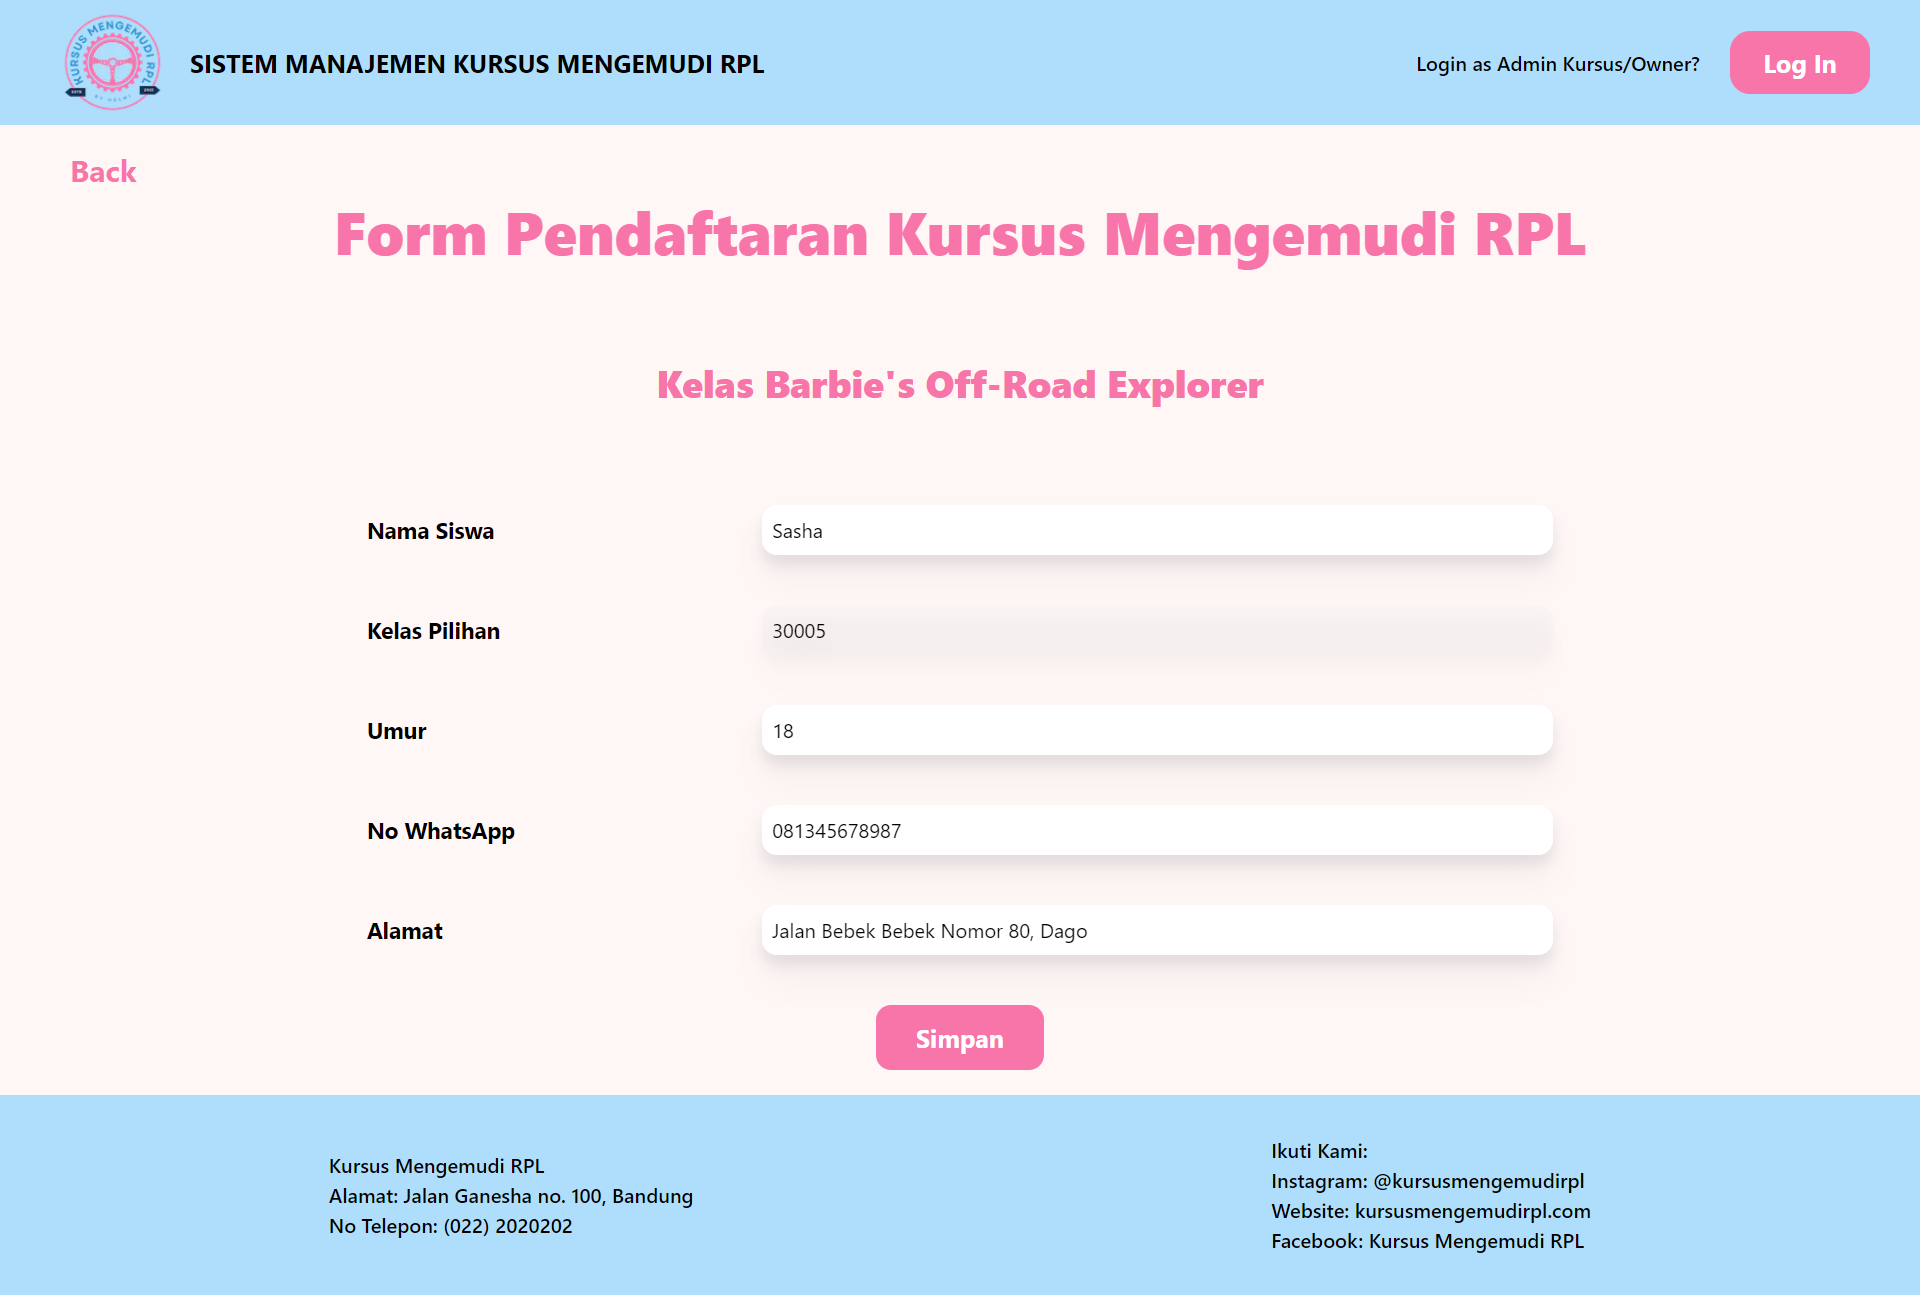 KURSUS MENGEMUDI RPL
SISTEM MANAJEMEN KURSUS MENGEMUDI RPL
Login as Admin Kursus/Owner?
Log In
Back
Form Pendaftaran Kursus Mengemudi RPL
Kelas Barbie's Off-Road Explorer
Nama Siswa
Sasha
Kelas Pilihan
30005
Umur
18
No WhatsApp
081345678987
Alamat
Jalan Bebek Bebek Nomor 80, Dago
Simpan
Kursus Mengemudi RPL
Alamat: Jalan Ganesha no. 100, Bandung
No Telepon: (022) 2020202
Ikuti Kami:
Instagram: @kursusmengemudirpl
Website: kursusmengemudirpl.com
Facebook: Kursus Mengemudi RPL